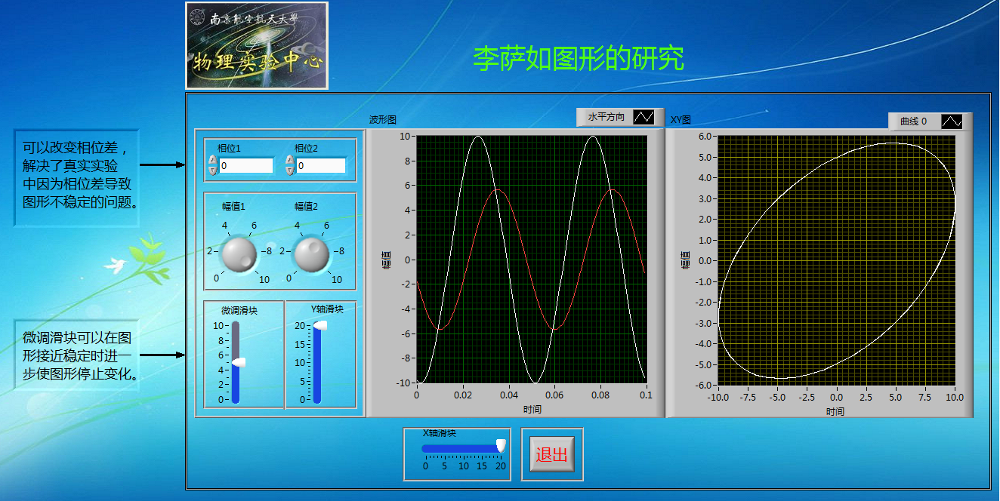 南京航空航天大學
物理实验中心
李萨如图形的研究
可以改变相位差，
解决了真实实验
中因为相位差导致
图形不稳定的问题。
微调滑块可以在图
形接近稳定时进一
步使图形停止变化。
相位1
相位2
0
0
幅值1
幅值2
0 2 4 6 8 10
0 2 4 6 8 10
微调滑块
10
8
6
4
2
0
Y轴滑块
20
15
10
5
0
波形图
水平方向
幅值
10
8
6
4
2
0
-2
-4
-6
-8
-10
0 0.02 0.04 0.06 0.08 0.1
时间
XY图
曲线 0
幅值
6.0
5.0
4.0
3.0
2.0
1.0
0.0
-1.0
-2.0
-3.0
-4.0
-5.0
-6.0
-10.0 -7.5 -5.0 -2.5 0.0 2.5 5.0 7.5 10.0
时间
X轴滑块
0 5 10 15 20
退出